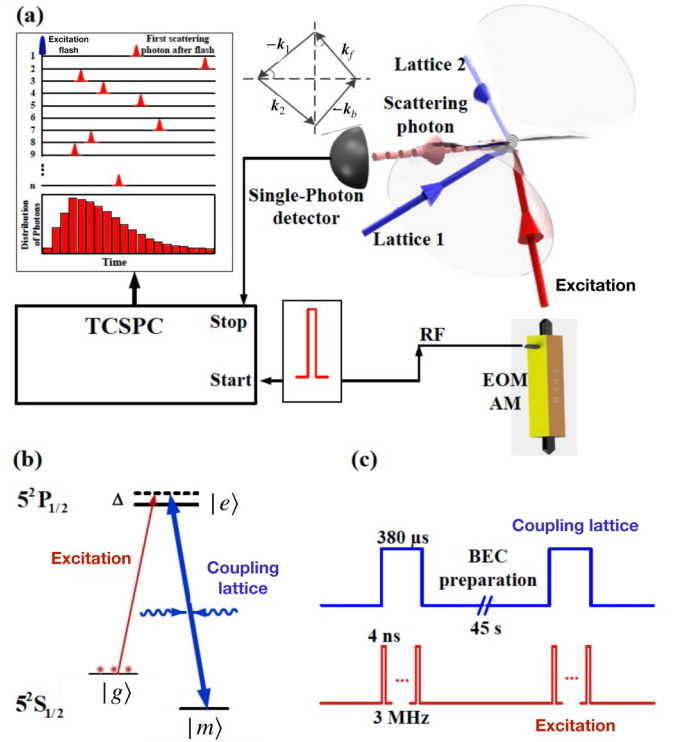 (a)
Excitation
flash
First scattering
photon after flash
1
2
3
4
5
6
7
8
9
n
Distribution
of Photons
Time
-k₁
k_f
k₂
-k_b
Lattice 2
Scattering
photon
Single-Photon
detector
Lattice 1
Excitation
TCSPC
Stop
Start
RF
EOM
AM
(b)
5²P₁/₂
Δ
|e⟩
Excitation
Coupling
lattice
|g⟩
5²S₁/₂
|m⟩
(c)
380 μs
Coupling lattice
BEC
preparation
45 s
4 ns
...
...
3 MHz
Excitation